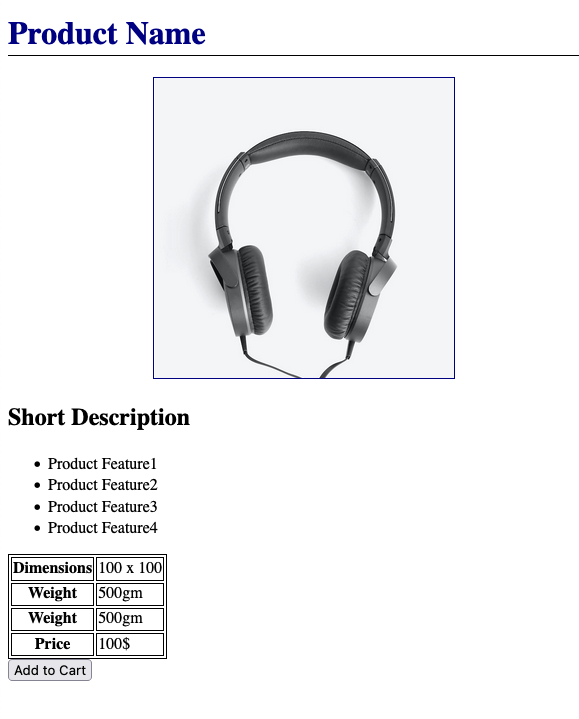 Product Name
Short Description
Product Feature1
Product Feature2
Product Feature3
Product Feature4
Dimensions 100 x 100
Weight 500gm
Weight 500gm
Price 100$
Add to Cart